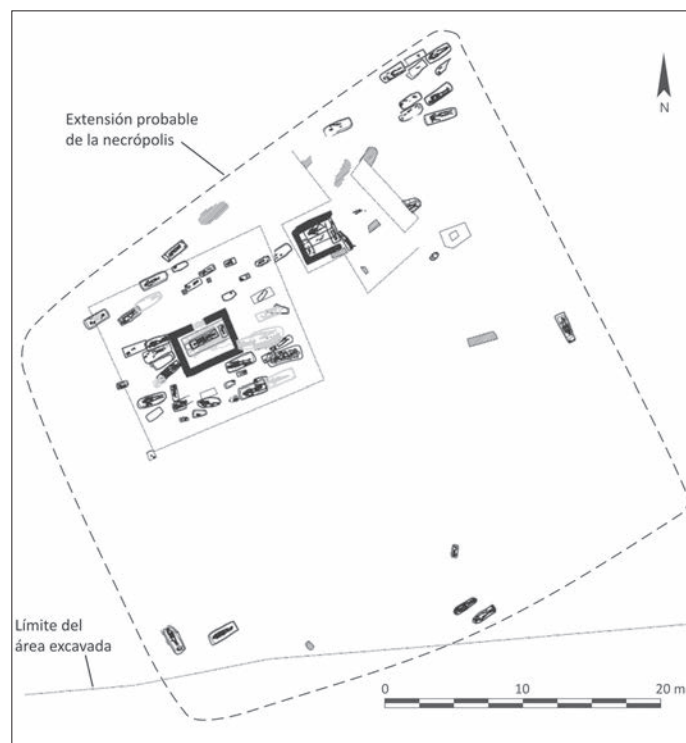 Extensión probable
de la necrópolis
N
Límite del
área excavada
0 10 20 m